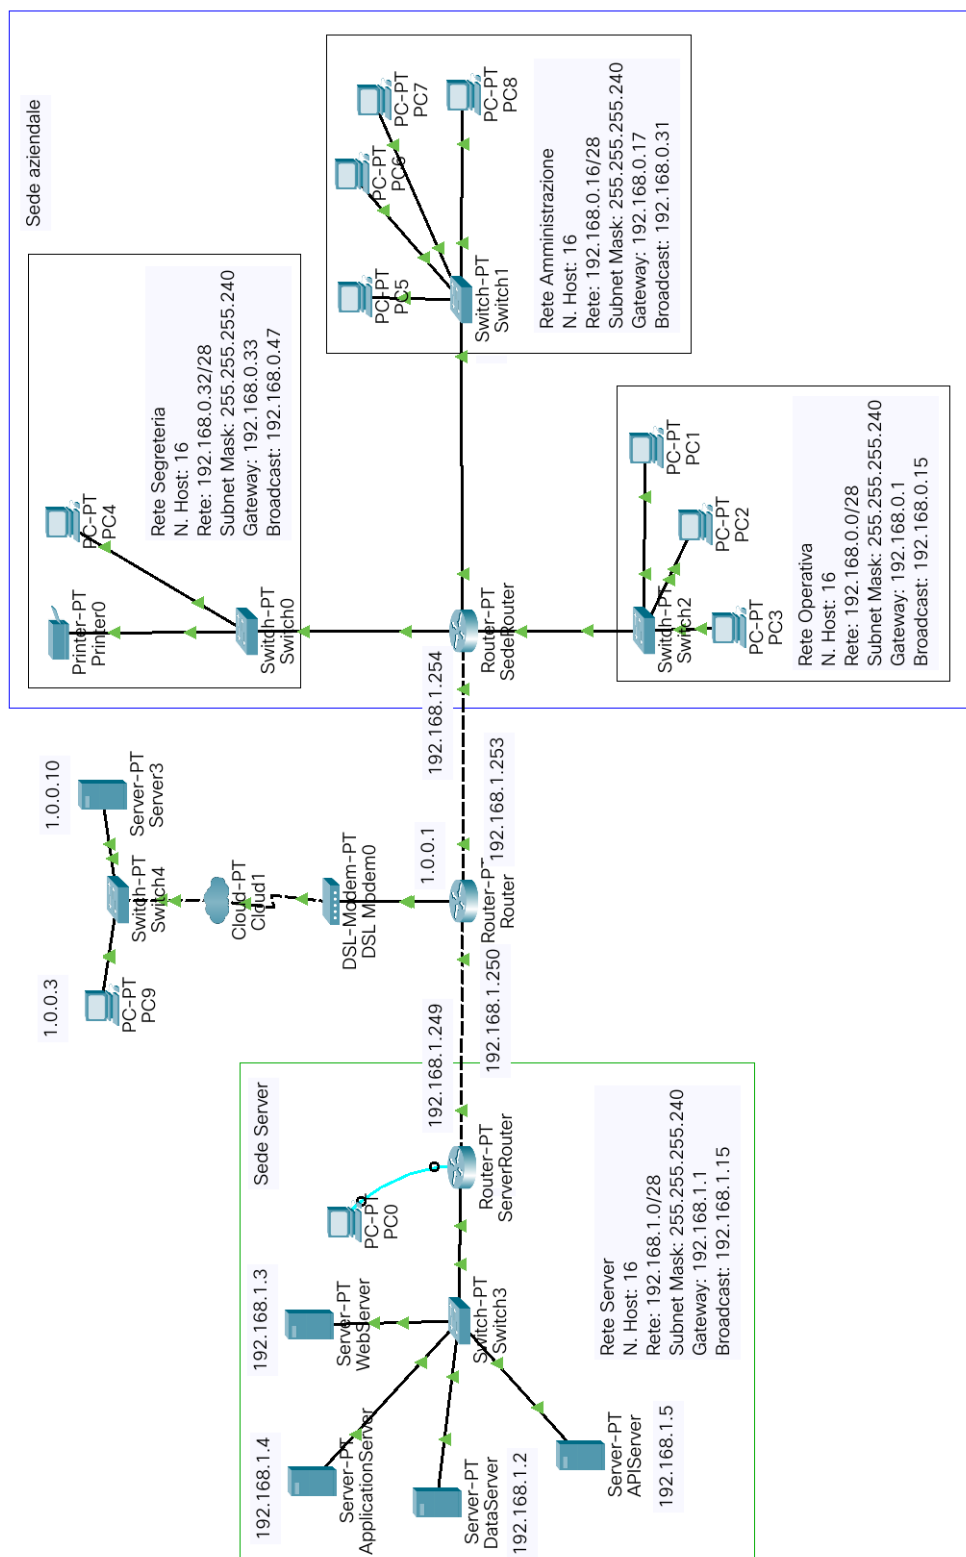 Sede aziendale
PC-PT
PC7
PC-PT
PC8
PC-PT
PC6
PC-PT
PC5
Switch-PT
Switch1
Rete Amministrazione
N. Host: 16
Rete: 192.168.0.16/28
Subnet Mask: 255.255.255.240
Gateway: 192.168.0.17
Broadcast: 192.168.0.31
Rete Segreteria
N. Host: 16
Rete: 192.168.0.32/28
Subnet Mask: 255.255.255.240
Gateway: 192.168.0.33
Broadcast: 192.168.0.47
PC-PT
PC4
Printer-PT
Printer0
Switch-PT
Switch0
Router-PT
SedeRouter
192.168.1.254
PC-PT
PC1
PC-PT
PC2
PC-PT
PC3
Switch-PT
Switch2
Rete Operativa
N. Host: 16
Rete: 192.168.0.0/28
Subnet Mask: 255.255.255.240
Gateway: 192.168.0.1
Broadcast: 192.168.0.15
1.0.0.10
Server-PT
Server3
Switch-PT
Switch4
1.0.0.3
PC-PT
PC9
Cloud-PT
Cloud1
DSL-Modem-PT
DSL Modem0
1.0.0.1
192.168.1.253
Router-PT
Router
192.168.1.250
192.168.1.249
Sede Server
PC-PT
PC0
Router-PT
ServerRouter
192.168.1.3
Server-PT
WebServer
Switch-PT
Switch3
192.168.1.4
Server-PT
ApplicationServer
Server-PT
DataServer
192.168.1.2
Server-PT
APIServer
192.168.1.5
Rete Server
N. Host: 16
Rete: 192.168.1.0/28
Subnet Mask: 255.255.255.240
Gateway: 192.168.1.1
Broadcast: 192.168.1.15